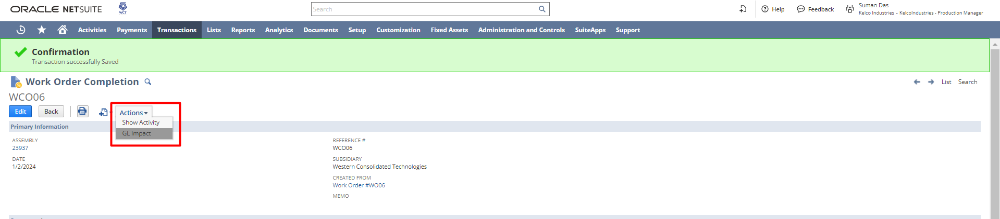 ORACLE NETSUITE
WCT
Search
Help
Feedback
Suman Das
Kelco Industries - KelcoIndustries - Production Manager
Activities
Payments
Transactions
Lists
Reports
Analytics
Documents
Setup
Customization
Fixed Assets
Administration and Controls
SuiteApps
Support
Confirmation
Transaction successfully Saved
Work Order Completion
List
Search
WCO06
Edit
Back
Actions
Show Activity
GL Impact
Primary Information
ASSEMBLY
23937
DATE
1/2/2024
REFERENCE #
WCO06
SUBSIDIARY
Western Consolidated Technologies
CREATED FROM
Work Order #WO06
MEMO